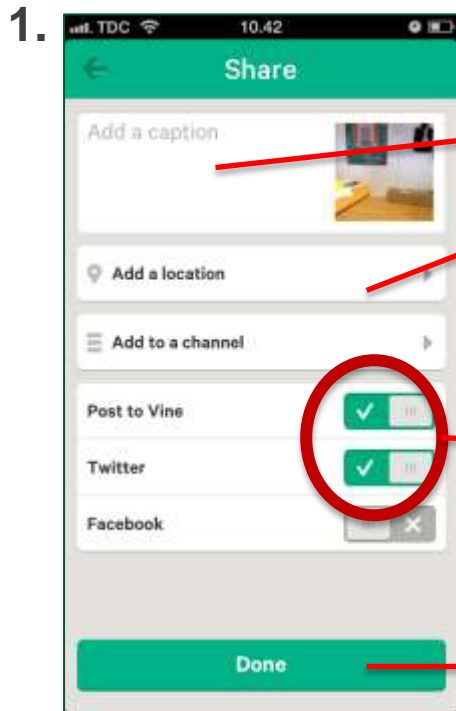 1.
TDC 10.42
Share
Add a caption
Add a location
Add to a channel
Post to Vine
Twitter
Facebook
Done